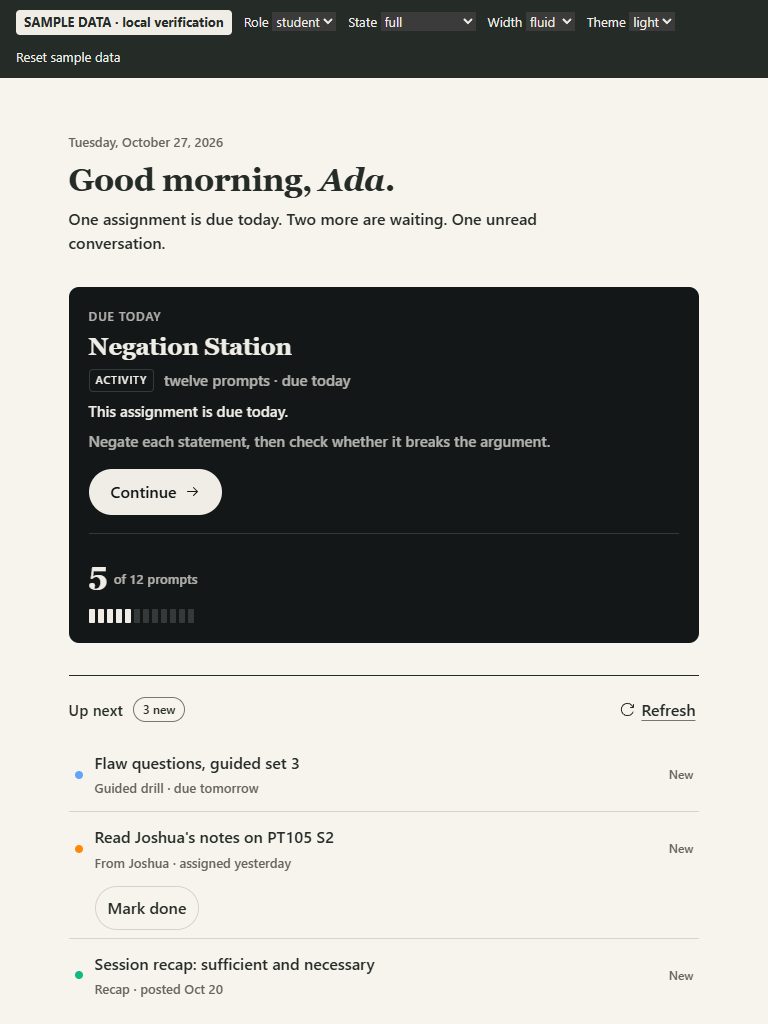 SAMPLE DATA · local verification Role student State full Width fluid Theme light
Reset sample data
Tuesday, October 27, 2026
Good morning, Ada.
One assignment is due today. Two more are waiting. One unread
conversation.
DUE TODAY
Negation Station
ACTIVITY twelve prompts · due today
This assignment is due today.
Negate each statement, then check whether it breaks the argument.
Continue →
5 of 12 prompts
Up next 3 new Refresh
Flaw questions, guided set 3
Guided drill · due tomorrow
New
Read Joshua's notes on PT105 S2
From Joshua · assigned yesterday
New
Mark done
Session recap: sufficient and necessary
Recap · posted Oct 20
New